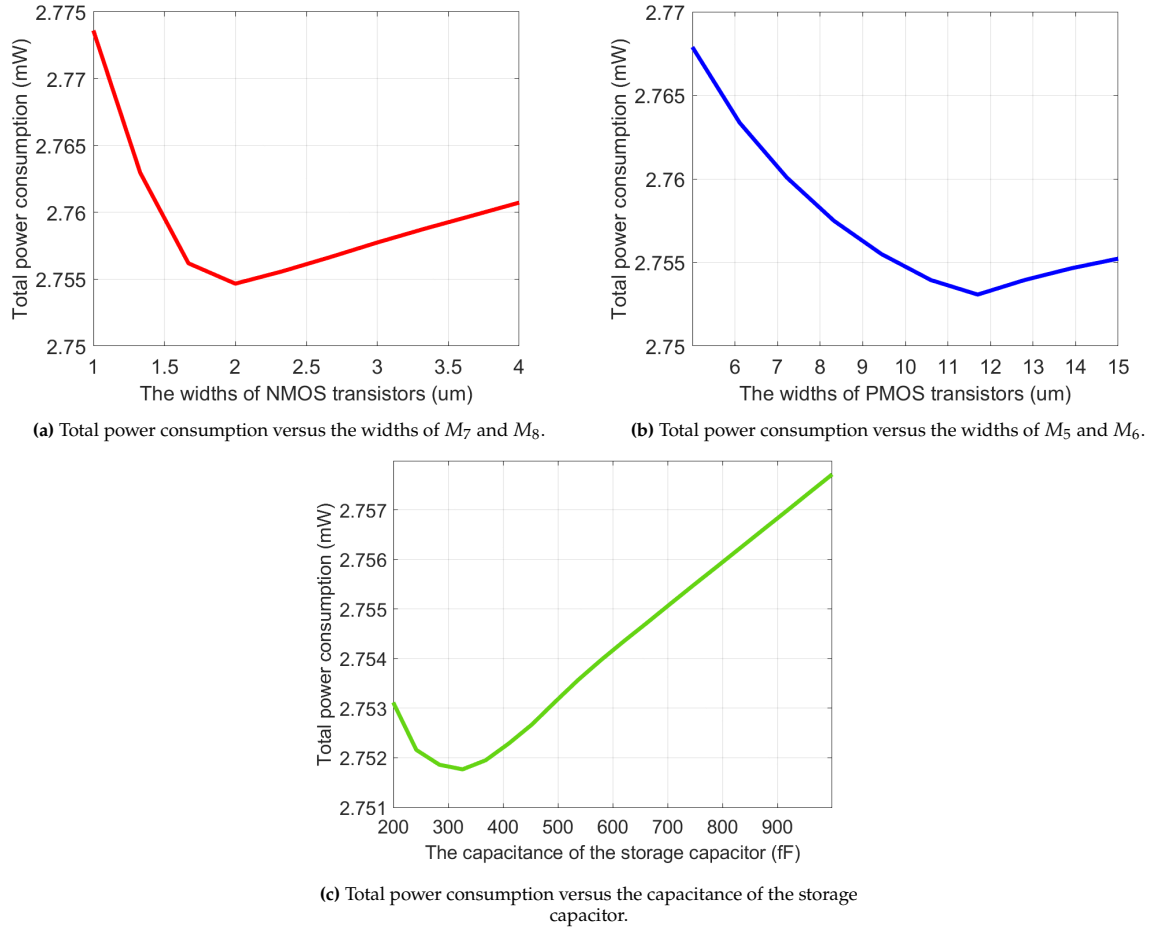 2.775
2.77
2.765
2.76
2.755
2.75
Total power consumption (mW)
1 1.5 2 2.5 3 3.5 4
The widths of NMOS transistors (um)
(a) Total power consumption versus the widths of M7 and M8.
2.77
2.765
2.76
2.755
2.75
Total power consumption (mW)
6 7 8 9 10 11 12 13 14 15
The widths of PMOS transistors (um)
(b) Total power consumption versus the widths of M5 and M6.
2.757
2.756
2.755
2.754
2.753
2.752
2.751
Total power consumption (mW)
200 300 400 500 600 700 800 900
The capacitance of the storage capacitor (fF)
(c) Total power consumption versus the capacitance of the storage
capacitor.